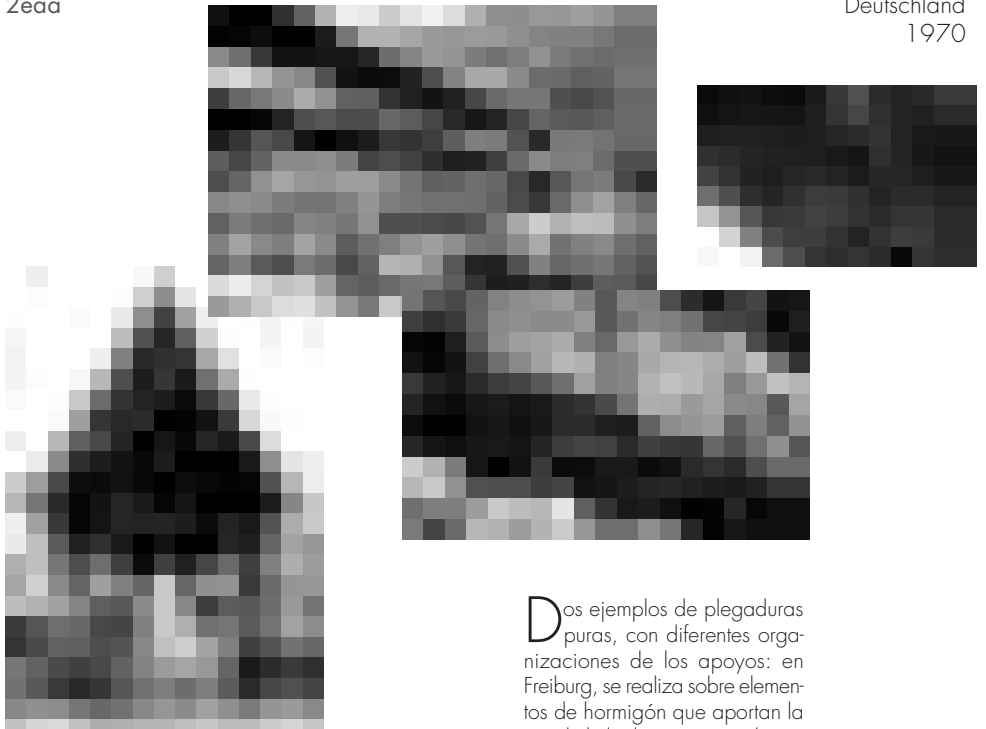 2edd
Deutschland
1970
Dos ejemplos de plegaduras
puras, con diferentes orga-
nizaciones de los apoyos: en
Freiburg, se realiza sobre elemen-
tos de hormigón que aportan la